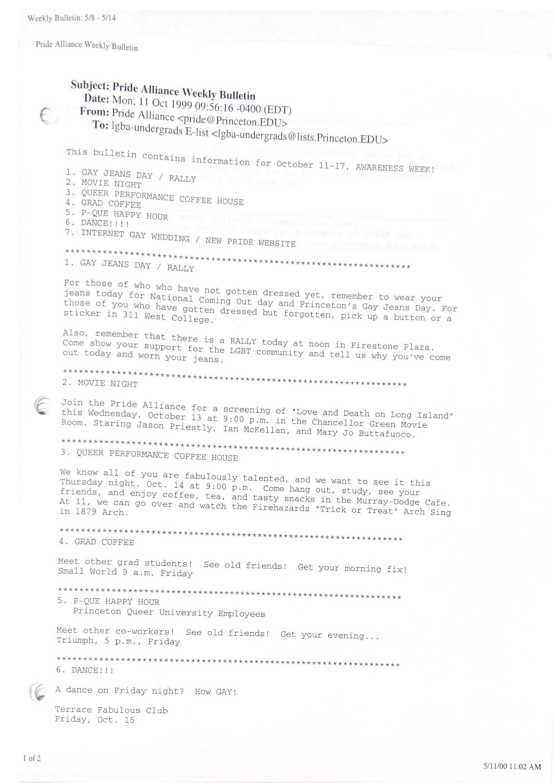 Weekly Bulletin: 5/8 - 5/14
Pride Alliance Weekly Bulletin
Subject: Pride Alliance Weekly Bulletin
Date: Mon, 11 Oct 1999 09:56:16 -0400 (EDT)
From: Pride Alliance <pride@Princeton.EDU>
To: lgba-undergrads E-list <lgba-undergrads@lists.Princeton.EDU>
This bulletin contains information for October 11-17, AWARENESS WEEK!
1. GAY JEANS DAY / RALLY
2. MOVIE NIGHT
3. QUEER PERFORMANCE COFFEE HOUSE
4. GRAD COFFEE
5. P-QUE HAPPY HOUR
6. DANCE!!!!
7. INTERNET GAY WEDDING / NEW PRIDE WEBSITE
******************************************************************
1. GAY JEANS DAY / RALLY
For those of who who have not gotten dressed yet, remember to wear your
jeans today for National Coming Out day and Princeton's Gay Jeans Day. For
those of you who have gotten dressed but forgotten, pick up a button or a
sticker in 311 West College.
Also, remember that there is a RALLY today at noon in Firestone Plaza.
Come show your support for the LGBT community and tell us why you've come
out today and worn your jeans.
******************************************************************
2. MOVIE NIGHT
Join the Pride Alliance for a screening of "Love and Death on Long Island"
this Wednesday, October 13 at 9:00 p.m. in the Chancellor Green Movie
Room. Staring Jason Priestly, Ian McKellan, and Mary Jo Buttafuoco.
******************************************************************
3. QUEER PERFORMANCE COFFEE HOUSE
We know all of you are fabulously talented, and we want to see it this
Thursday night, Oct. 14 at 9:00 p.m. Come hang out, study, see your
friends, and enjoy coffee, tea, and tasty snacks in the Murray-Dodge Cafe.
At 11, we can go over and watch the Firehazards "Trick or Treat" Arch Sing
in 1879 Arch.
******************************************************************
4. GRAD COFFEE
Meet other grad students! See old friends! Get your morning fix!
Small World 9 a.m. Friday
******************************************************************
5. P-QUE HAPPY HOUR
Princeton Queer University Employees
Meet other co-workers! See old friends! Get your evening...
Triumph, 5 p.m., Friday
******************************************************************
6. DANCE!!!
A dance on Friday night? How GAY!
Terrace Fabulous Club
Friday, Oct. 15
1 of 2
5/11/00 11:02 AM